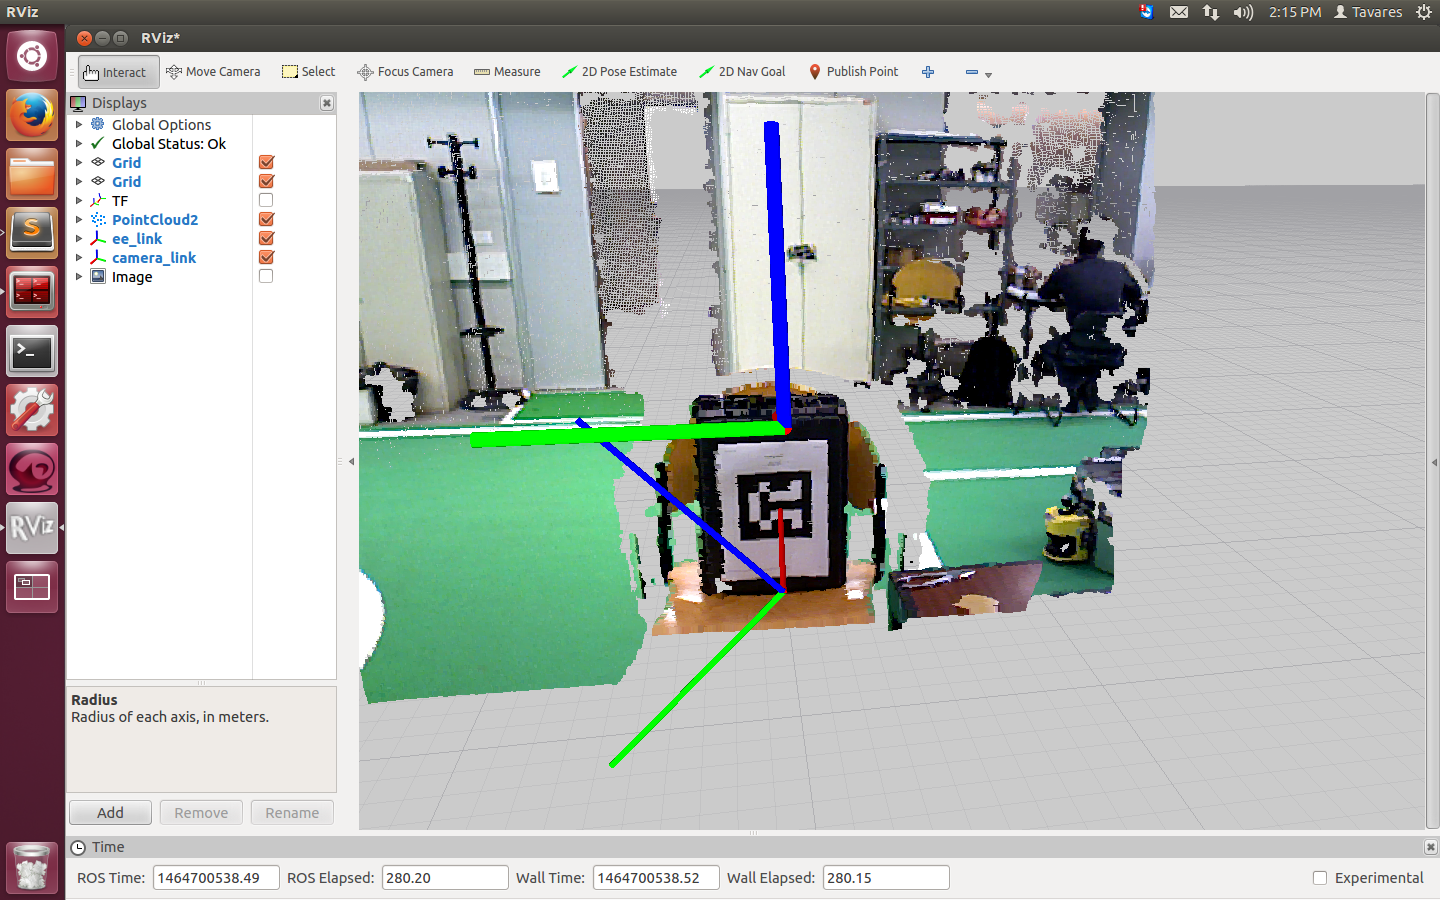 RViz
2:15 PM
Tavares
RViz*
Interact
Move Camera
Select
Focus Camera
Measure
2D Pose Estimate
2D Nav Goal
Publish Point
Displays
Global Options
Global Status: Ok
Grid
Grid
TF
PointCloud2
ee_link
camera_link
Image
RViz
Radius
Radius of each axis, in meters.
Add
Remove
Rename
Time
ROS Time:
1464700538.49
ROS Elapsed:
280.20
Wall Time:
1464700538.52
Wall Elapsed:
280.15
Experimental